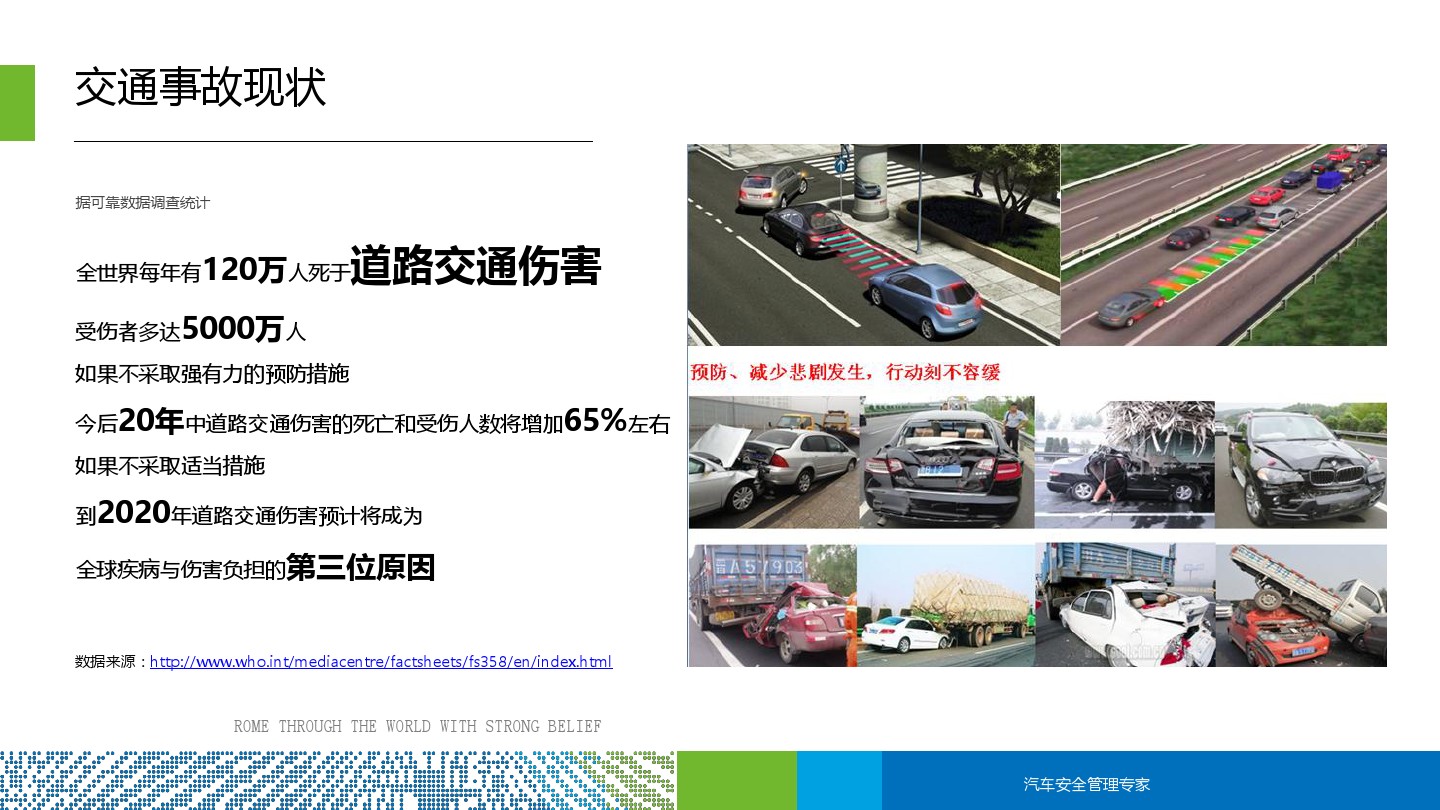 交通事故现状
据可靠数据调查统计
全世界每年有120万人死于道路交通伤害
受伤者多达5000万人
如果不采取强有力的预防措施
今后20年中道路交通伤害的死亡和受伤人数将增加65%左右
如果不采取适当措施
到2020年道路交通伤害预计将成为
全球疾病与伤害负担的第三位原因
数据来源：http://www.who.int/mediacentre/factsheets/fs358/en/index.html
预防、减少悲剧发生，行动刻不容缓
A57903
ROME THROUGH THE WORLD WITH STRONG BELIEF
汽车安全管理专家